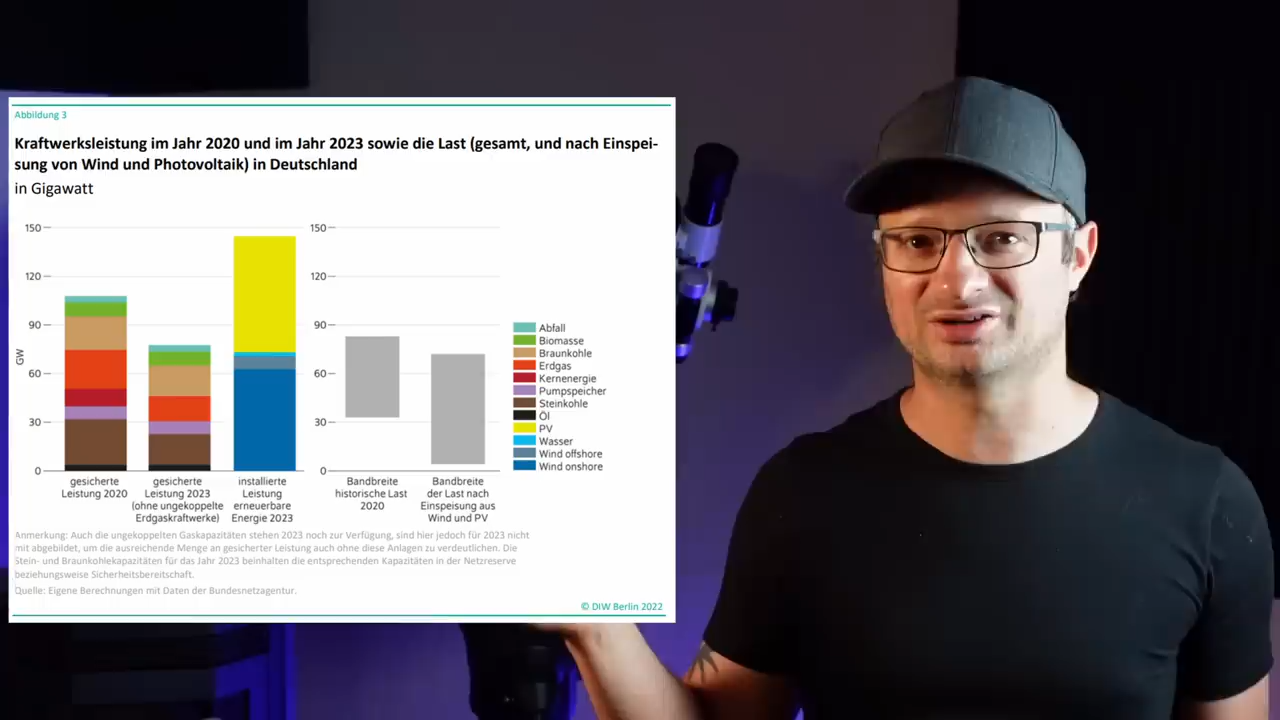 Abbildung 3
Kraftwerksleistung im Jahr 2020 und im Jahr 2023 sowie die Last (gesamt, und nach Einspei-
sung von Wind und Photovoltaik) in Deutschland
in Gigawatt
150
120
90
60
30
0
GW
150
120
90
60
30
0
Abfall
Biomasse
Braunkohle
Erdgas
Kernenergie
Pumpspeicher
Steinkohle
Öl
PV
Wasser
Wind offshore
Wind onshore
gesicherte
Leistung 2020
gesicherte
Leistung 2023
(ohne ungekoppelte
Erdgaskraftwerke)
installierte
Leistung
erneuerbare
Energie 2023
Bandbreite
historische Last
2020
Bandbreite
der Last nach
Einspeisung aus
Wind und PV
Anmerkung: Auch die ungekoppelten Gaskapazitäten stehen 2023 noch zur Verfügung, sind hier jedoch für 2023 nicht
mit abgebildet, um die ausreichende Menge an gesicherter Leistung auch ohne diese Anlagen zu verdeutlichen. Die
Stein- und Braunkohlekapazitäten für das Jahr 2023 beinhalten die entsprechenden Kapazitäten in der Netzreserve
beziehungsweise Sicherheitsbereitschaft.
Quelle: Eigene Berechnungen mit Daten der Bundesnetzagentur.
© DIW Berlin 2022